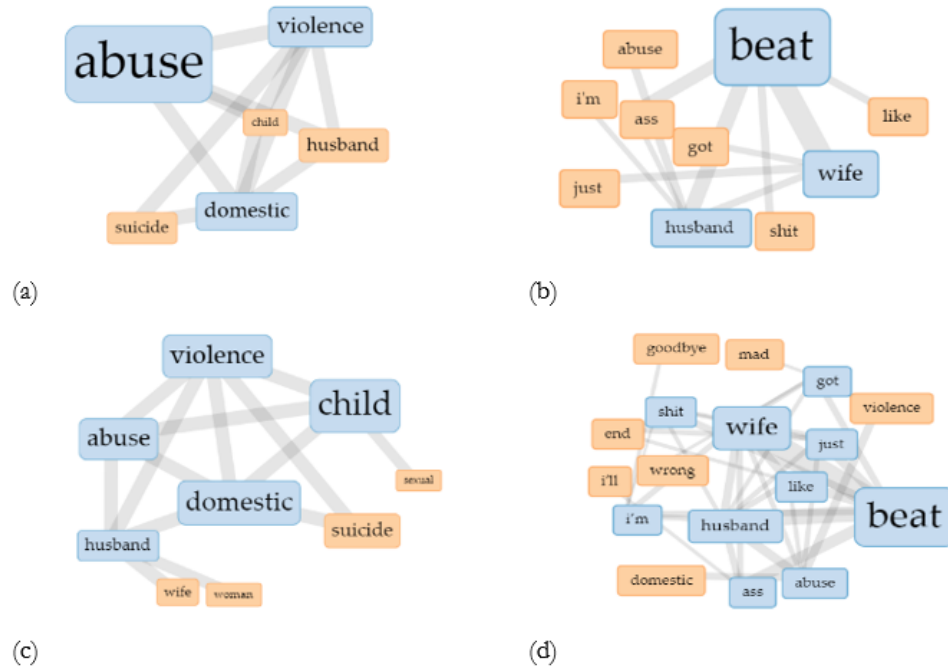 abuse
violence
child
husband
domestic
suicide
(a)
beat
abuse
i'm
ass
got
like
just
wife
husband
shit
(b)
violence
child
abuse
sexual
domestic
suicide
husband
wife
woman
(c)
goodbye
mad
got
shit
wife
violence
end
just
wrong
i'll
like
i'm
husband
beat
domestic
ass
abuse
(d)